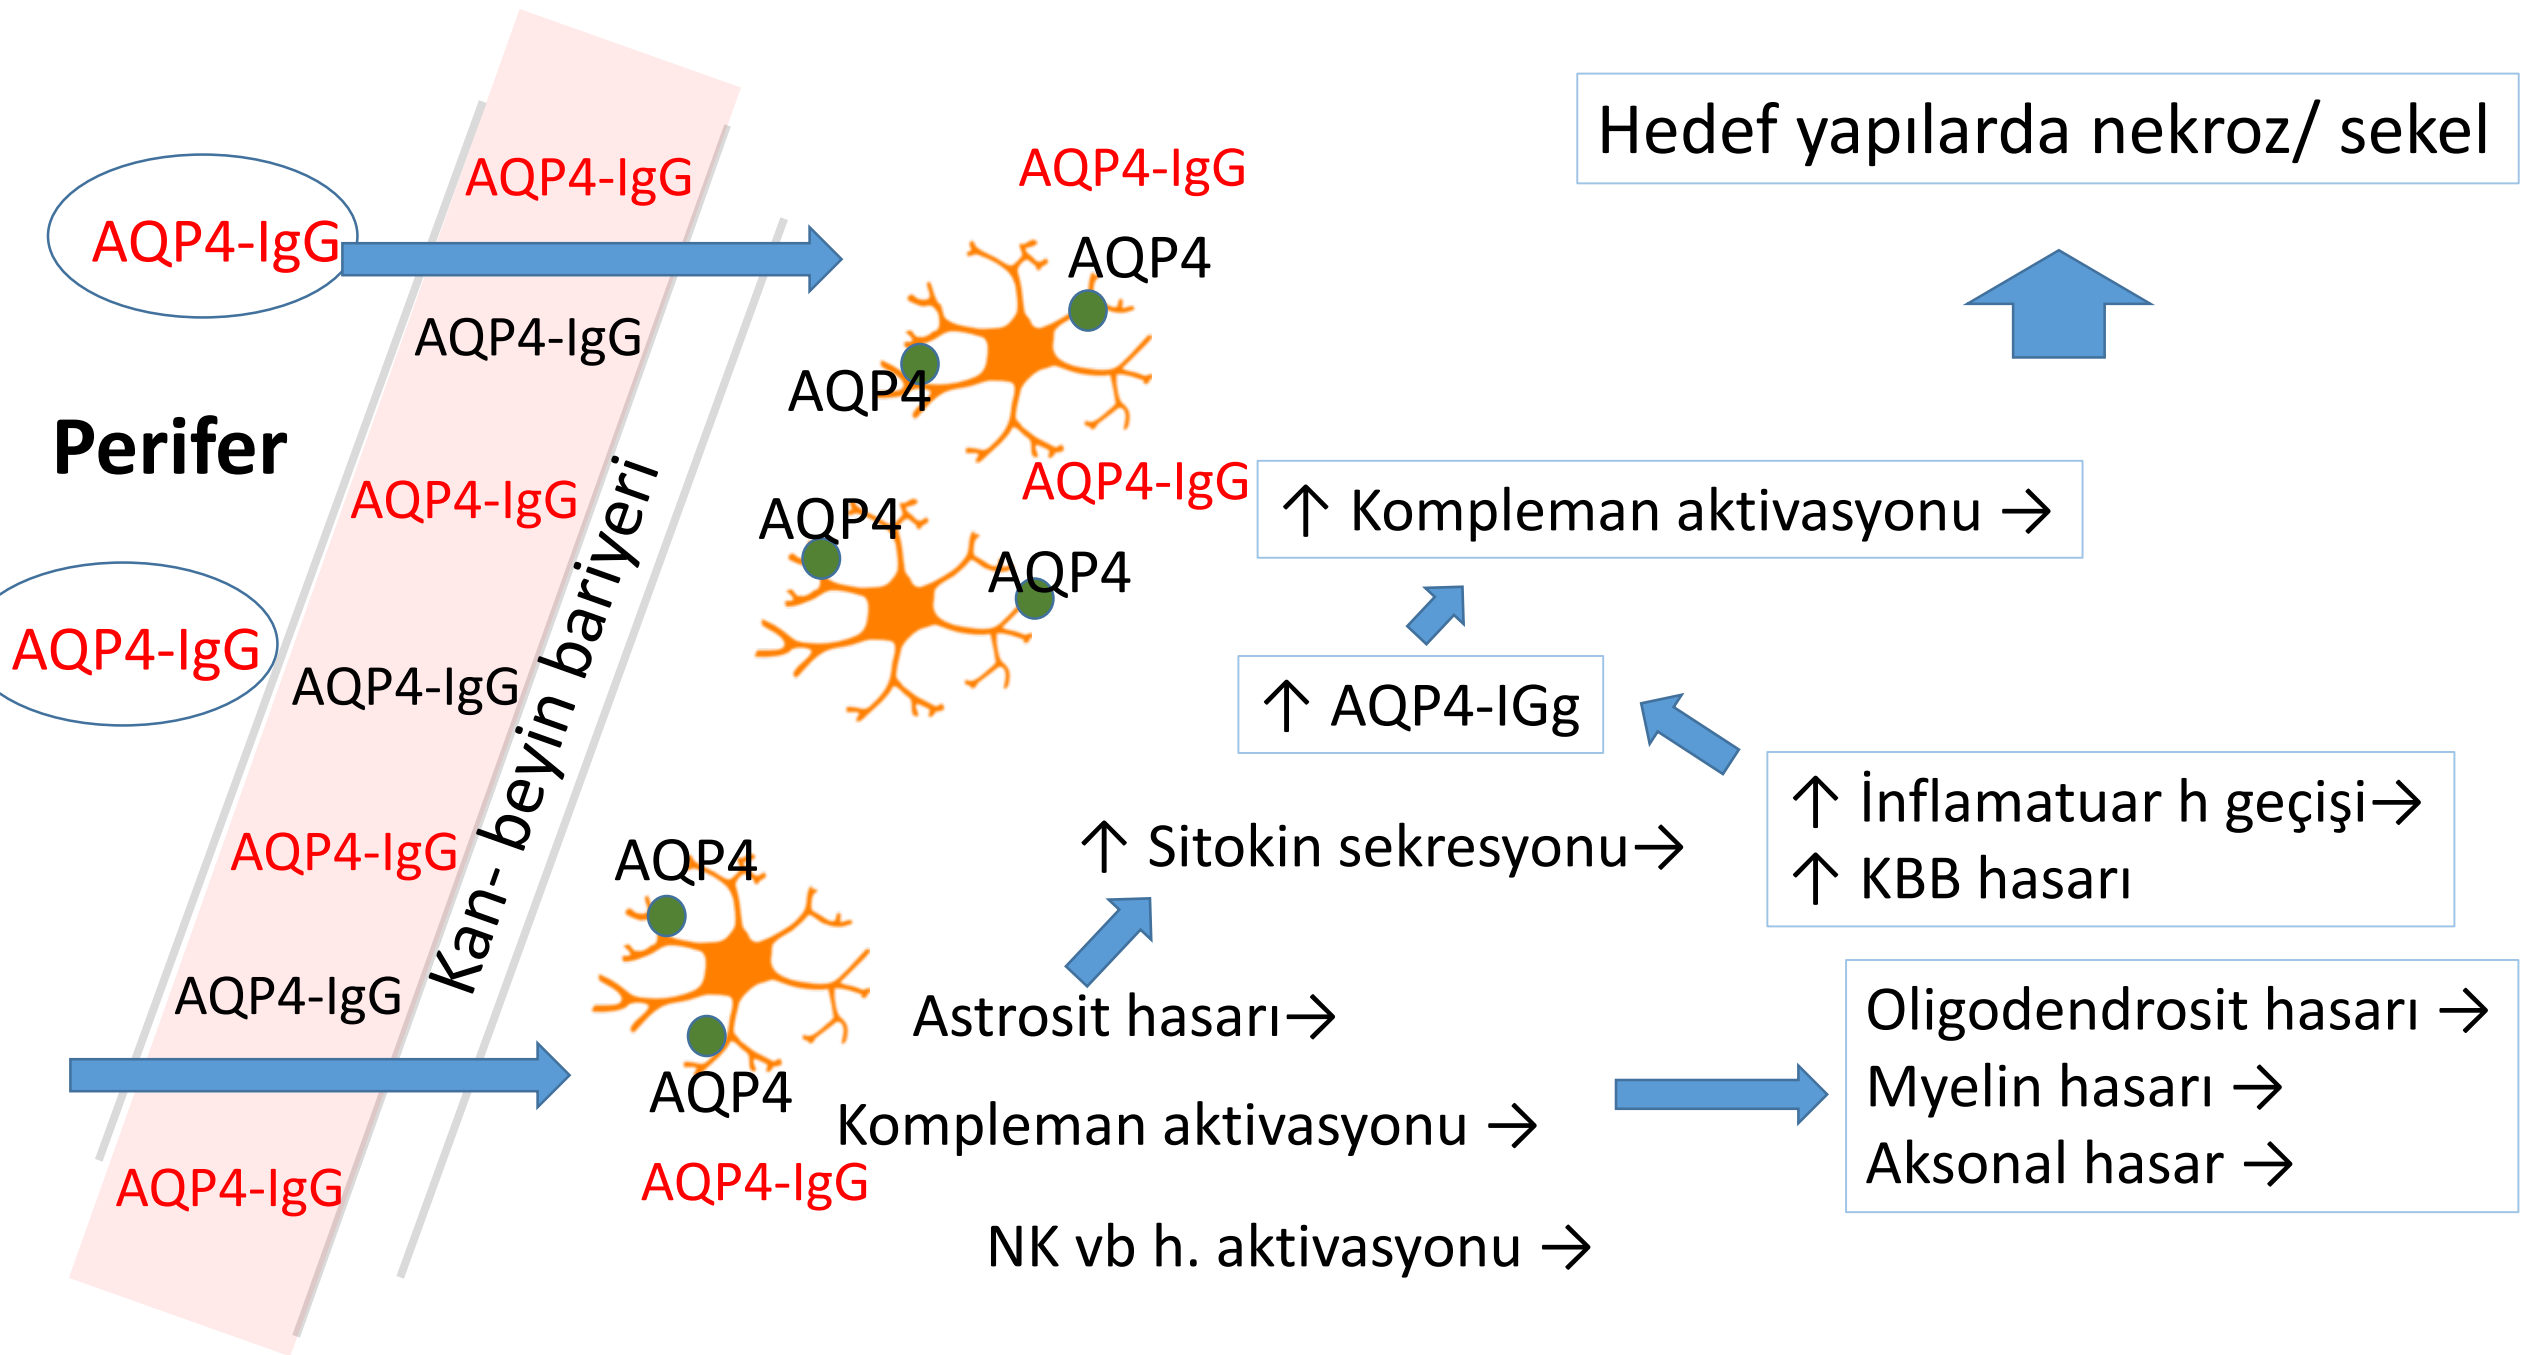 Hedef yapılarda nekroz/ sekel
AQP4-IgG
AQP4-IgG
AQP4-IgG
AQP4
AQP4-IgG
AQP4
Perifer
AQP4-IgG
AQP4-IgG
↑ Kompleman aktivasyonu →
AQP4
AQP4
Kan- beyin bariyeri
AQP4-IgG
AQP4-IgG
↑ AQP4-IGg
↑ İnflamatuar h geçişi→
↑ KBB hasarı
AQP4-IgG
AQP4
↑ Sitokin sekresyonu→
AQP4-IgG
Astrosit hasarı→
Oligodendrosit hasarı →
Myelin hasarı →
Aksonal hasar →
AQP4
Kompleman aktivasyonu →
AQP4-IgG
AQP4-IgG
NK vb h. aktivasyonu →